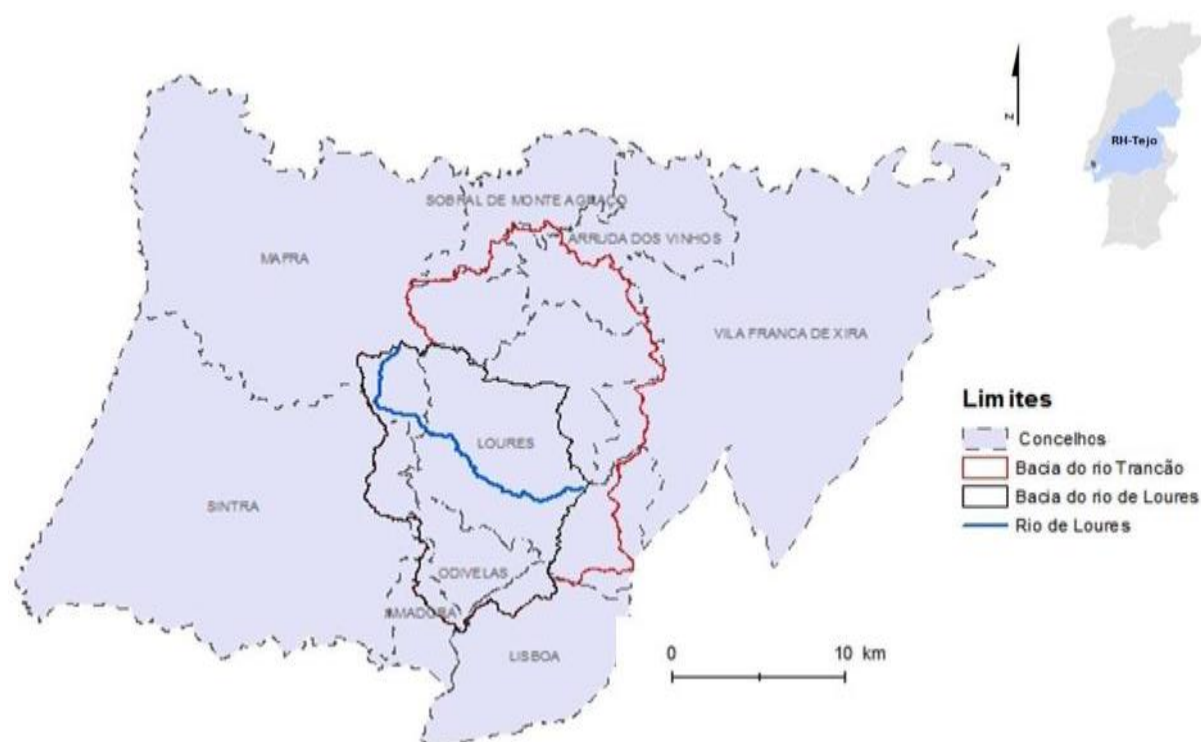 N
RH-Tejo
SOBRAL DE MONTE AGRAÇO
ARRUDA DOS VINHOS
MAFRA
VILA FRANCA DE XIRA
LOURES
SINTRA
ODIVELAS
AMADORA
LISBOA
Limites
Concelhos
Bacia do rio Trancão
Bacia do rio de Loures
Rio de Loures
0 10 km